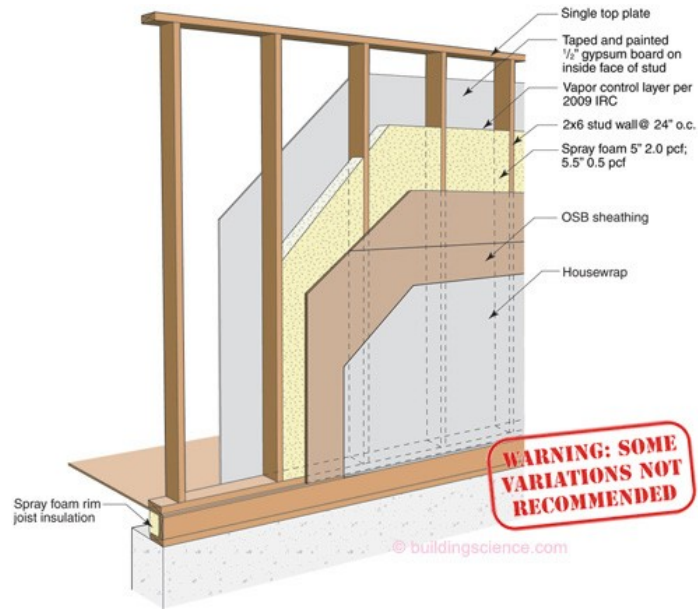 Single top plate
Taped and painted
1/2" gypsum board on
inside face of stud
Vapor control layer per
2009 IRC
2x6 stud wall@ 24" o.c.
Spray foam 5" 2.0 pcf;
5.5" 0.5 pcf
OSB sheathing
Housewrap
WARNING: SOME
VARIATIONS NOT
RECOMMENDED
Spray foam rim
joist insulation
© buildingscience.com